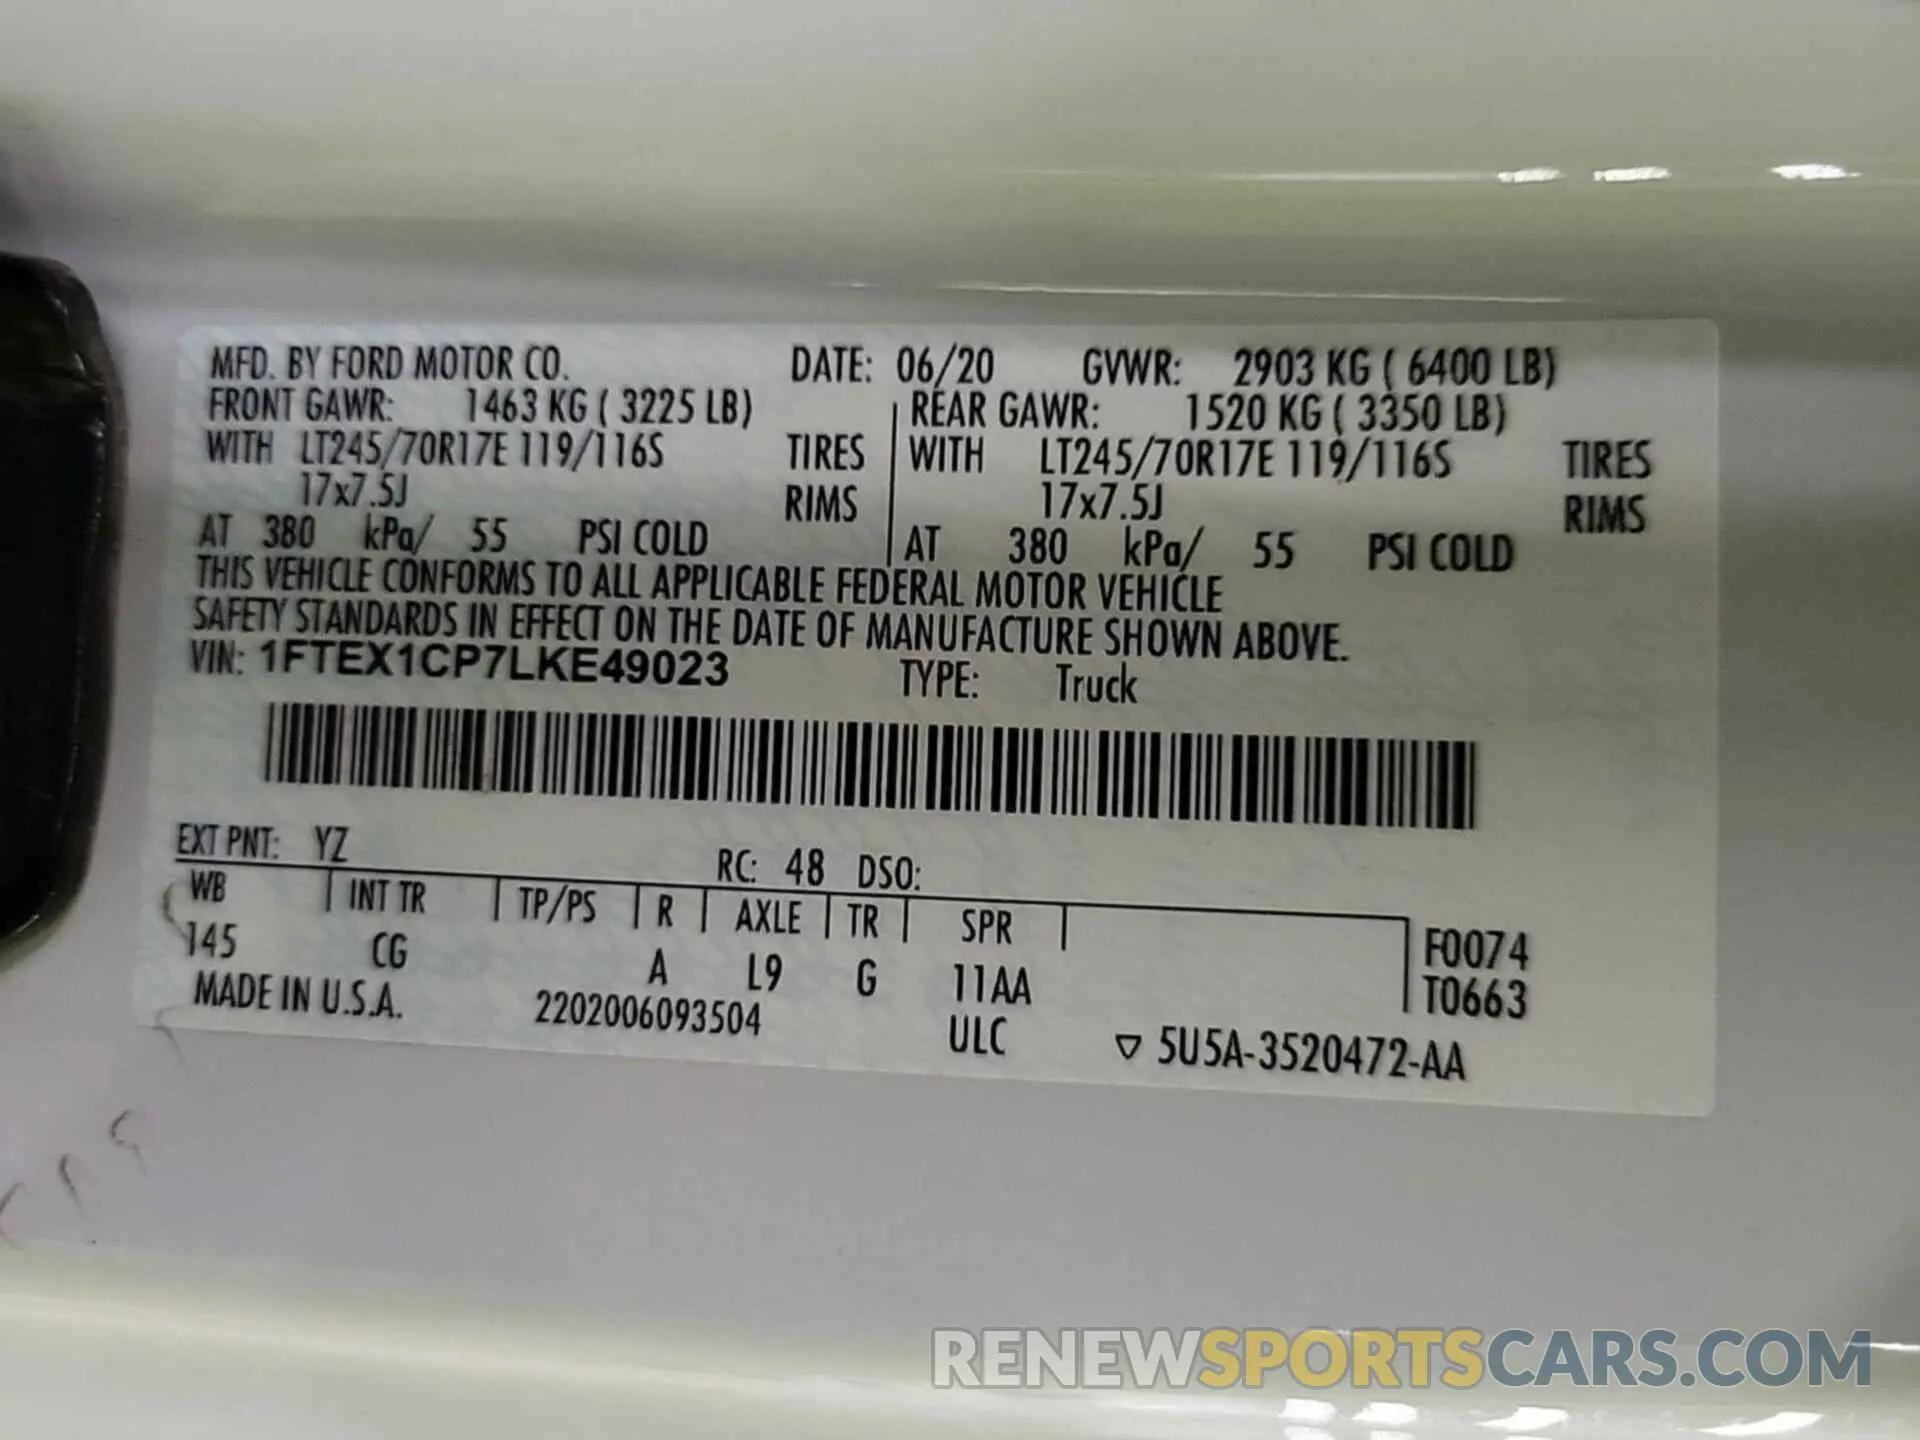 MFD. BY FORD MOTOR CO. DATE: 06/20 GVWR: 2903 KG ( 6400 LB)
FRONT GAWR: 1463 KG ( 3225 LB) REAR GAWR: 1520 KG ( 3350 LB)
WITH LT245/70R17E 119/116S TIRES WITH LT245/70R17E 119/116S TIRES
17x7.5J RIMS 17x7.5J RIMS
AT 380 kPa/ 55 PSI COLD AT 380 kPa/ 55 PSI COLD
THIS VEHICLE CONFORMS TO ALL APPLICABLE FEDERAL MOTOR VEHICLE
SAFETY STANDARDS IN EFFECT ON THE DATE OF MANUFACTURE SHOWN ABOVE.
VIN: 1FTEX1CP7LKE49023 TYPE: Truck
EXT PNT: YZ RC: 48 DSO:
WB INT TR TP/PS R AXLE TR SPR F0074
145 CG A L9 G 11AA T0663
MADE IN U.S.A. 2202006093504 ULC ▽ 5U5A-3520472-AA
RENEWSPORTSCARS.COM